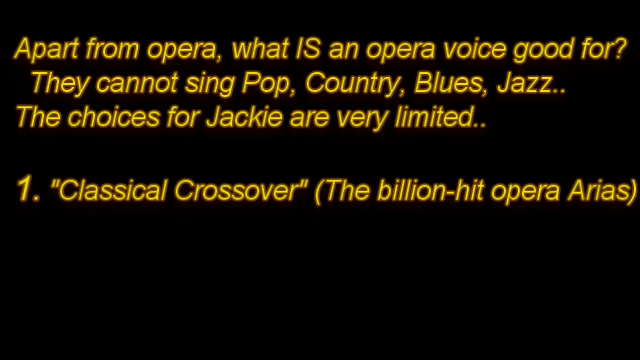 Apart from opera, what IS an opera voice good for?
They cannot sing Pop, Country, Blues, Jazz..
The choices for Jackie are very limited..
1. "Classical Crossover" (The billion-hit opera Arias)